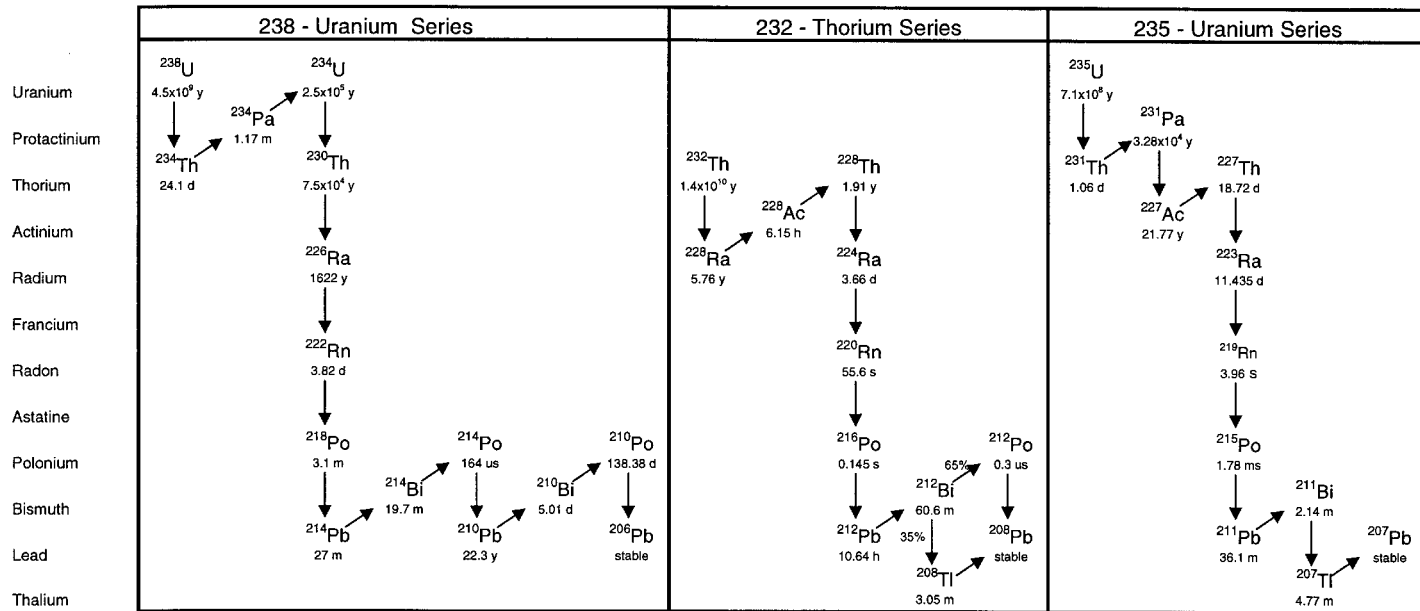 238 - Uranium Series
232 - Thorium Series
235 - Uranium Series
Uranium
Protactinium
Thorium
Actinium
Radium
Francium
Radon
Astatine
Polonium
Bismuth
Lead
Thalium
²³⁸U
4.5x10⁹ y
²³⁴Th
24.1 d
²³⁴Pa
1.17 m
²³⁴U
2.5x10⁵ y
²³⁰Th
7.5x10⁴ y
²²⁶Ra
1622 y
²²²Rn
3.82 d
²¹⁸Po
3.1 m
²¹⁴Pb
27 m
²¹⁴Bi
19.7 m
²¹⁴Po
164 us
²¹⁰Pb
22.3 y
²¹⁰Bi
5.01 d
²¹⁰Po
138.38 d
²⁰⁶Pb
stable
²³²Th
1.4x10¹⁰ y
²²⁸Ra
5.76 y
²²⁸Ac
6.15 h
²²⁸Th
1.91 y
²²⁴Ra
3.66 d
²²⁰Rn
55.6 s
²¹⁶Po
0.145 s
²¹²Pb
10.64 h
²¹²Bi
60.6 m
65%
35%
²¹²Po
0.3 us
²⁰⁸Pb
stable
²⁰⁸Tl
3.05 m
²³⁵U
7.1x10⁸ y
²³¹Th
1.06 d
²³¹Pa
3.28x10⁴ y
²²⁷Ac
21.77 y
²²⁷Th
18.72 d
²²³Ra
11.435 d
²¹⁹Rn
3.96 S
²¹⁵Po
1.78 ms
²¹¹Pb
36.1 m
²¹¹Bi
2.14 m
²⁰⁷Tl
4.77 m
²⁰⁷Pb
stable